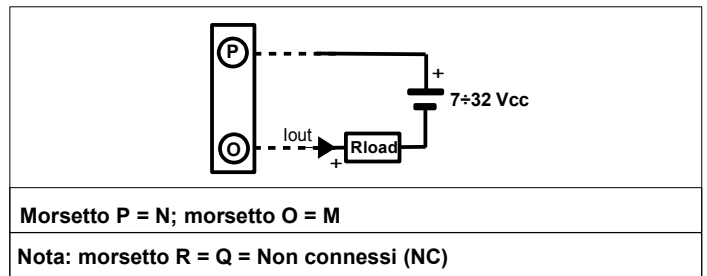 P
+
7÷32 Vcc
Iout
O
+
Rload
Morsetto P = N; morsetto O = M
Nota: morsetto R = Q = Non connessi (NC)